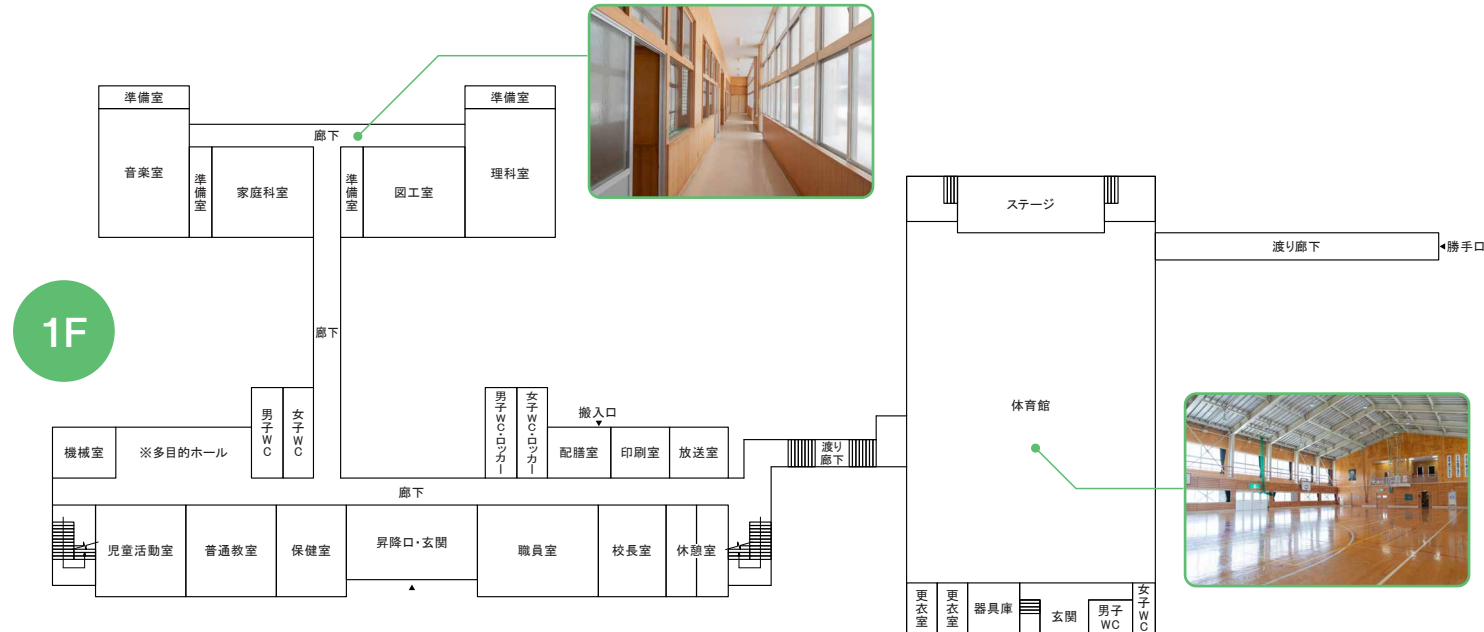 準備室
準備室
廊下
音楽室
準備室
家庭科室
準備室
図工室
理科室
ステージ
渡り廊下
◀勝手口
1F
廊下
体育館
男子WC
女子WC
男子WC・ロッカー
女子WC・ロッカー
搬入口
▼
機械室
※多目的ホール
配膳室
印刷室
放送室
渡り
廊下
廊下
児童活動室
普通教室
保健室
昇降口・玄関
▲
職員室
校長室
休憩室
更衣室
更衣室
器具庫
玄関
男子
WC
女子WC